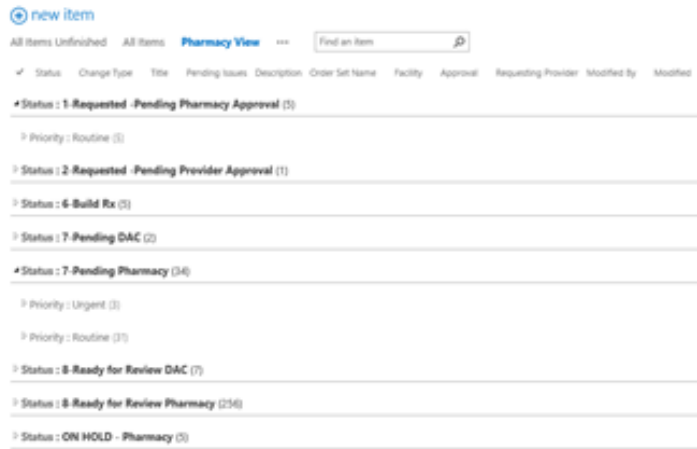 new item
All Items Unfinished All Items Pharmacy View ... Find an item
Status Change Type Title Pending Issues Description Order Set Name Facility Approval Requesting Provider Modified By Modified
Status : 1-Requested -Pending Pharmacy Approval (5)
Priority : Routine (5)
Status : 2-Requested -Pending Provider Approval (1)
Status : 6-Build Rx (5)
Status : 7-Pending DAC (2)
Status : 7-Pending Pharmacy (34)
Priority : Urgent (3)
Priority : Routine (31)
Status : 8-Ready for Review DAC (7)
Status : 8-Ready for Review Pharmacy (256)
Status : ON HOLD - Pharmacy (5)